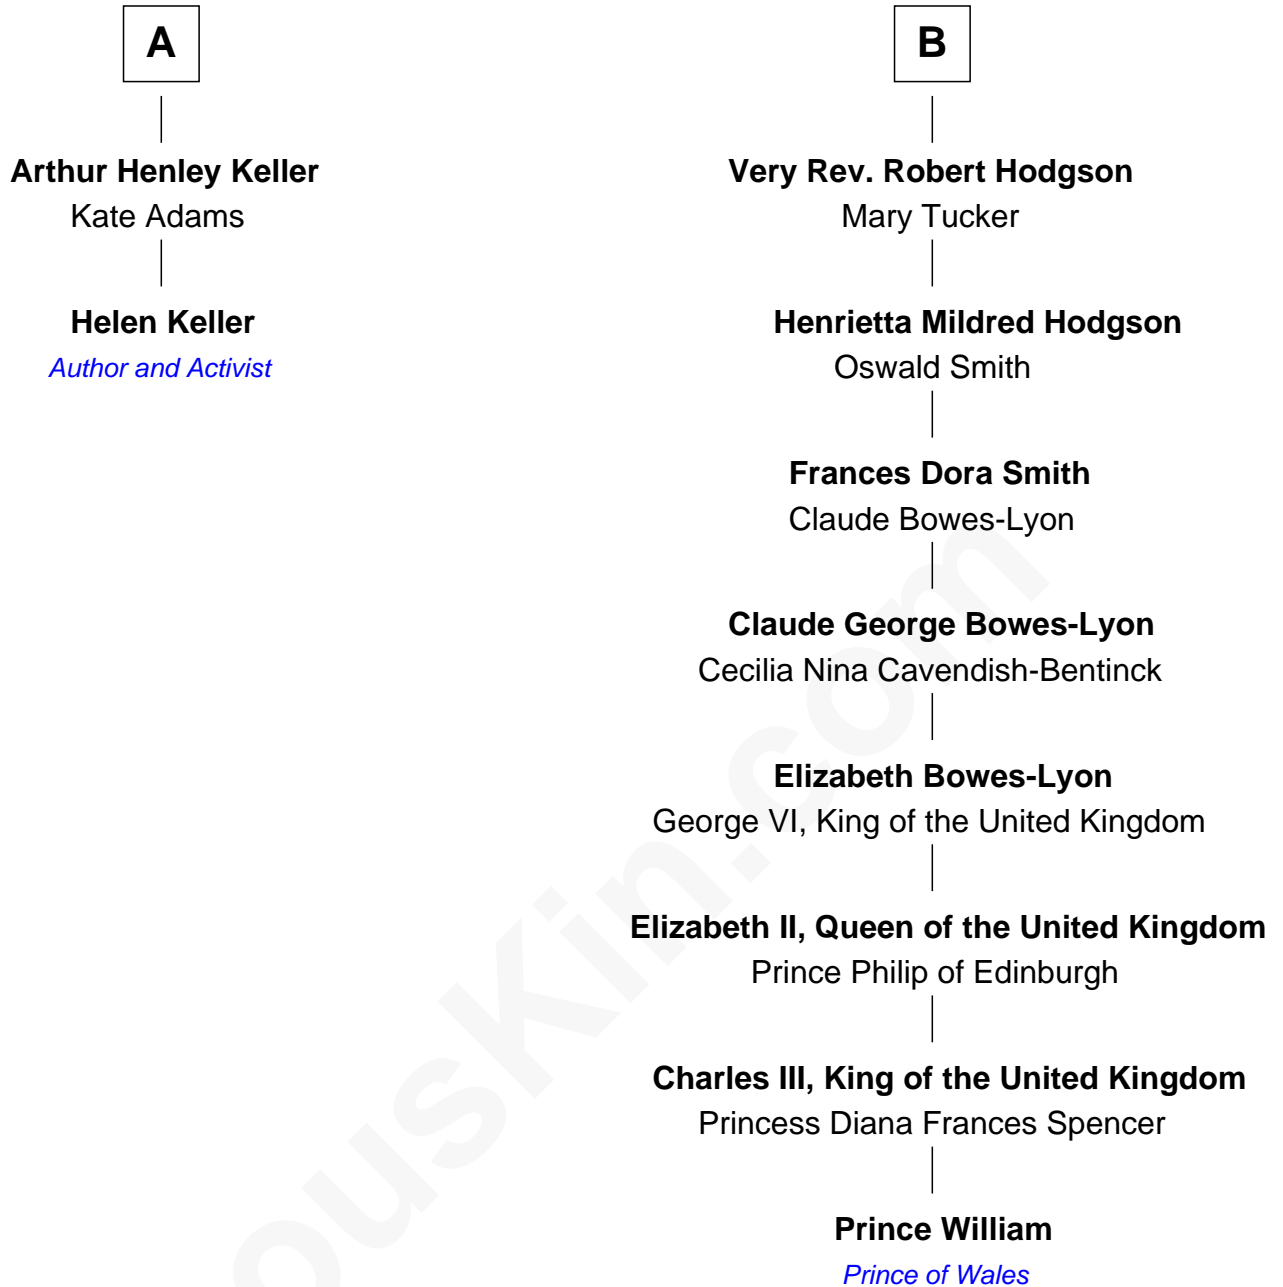 A
Arthur Henley Keller
Kate Adams
Helen Keller
Author and Activist
B
Very Rev. Robert Hodgson
Mary Tucker
Henrietta Mildred Hodgson
Oswald Smith
Frances Dora Smith
Claude Bowes-Lyon
Claude George Bowes-Lyon
Cecilia Nina Cavendish-Bentinck
Elizabeth Bowes-Lyon
George VI, King of the United Kingdom
Elizabeth II, Queen of the United Kingdom
Prince Philip of Edinburgh
Charles III, King of the United Kingdom
Princess Diana Frances Spencer
Prince William
Prince of Wales
ousKin.com